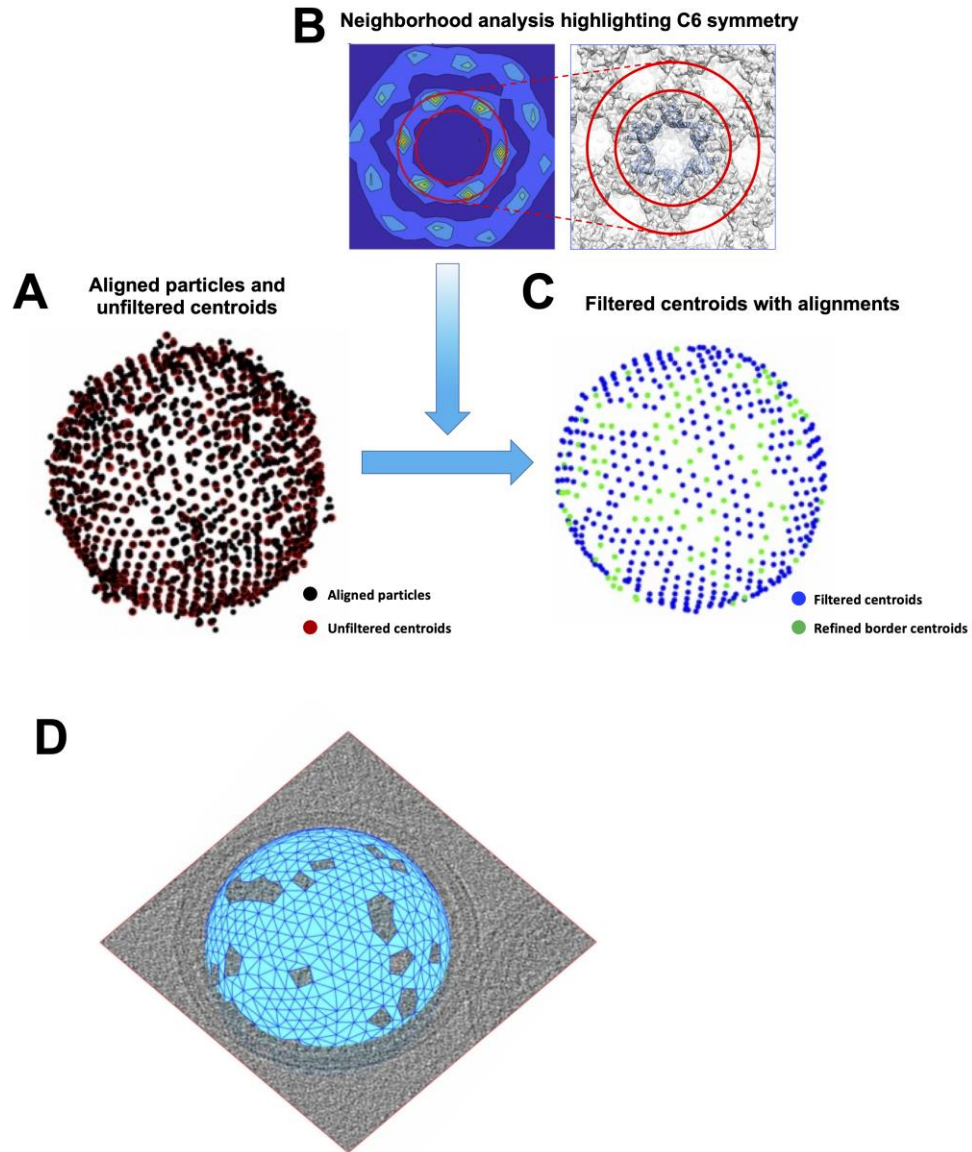 B
Neighborhood analysis highlighting C6 symmetry
A
Aligned particles and
unfiltered centroids
C
Filtered centroids with alignments
Aligned particles
Unfiltered centroids
Filtered centroids
Refined border centroids
D